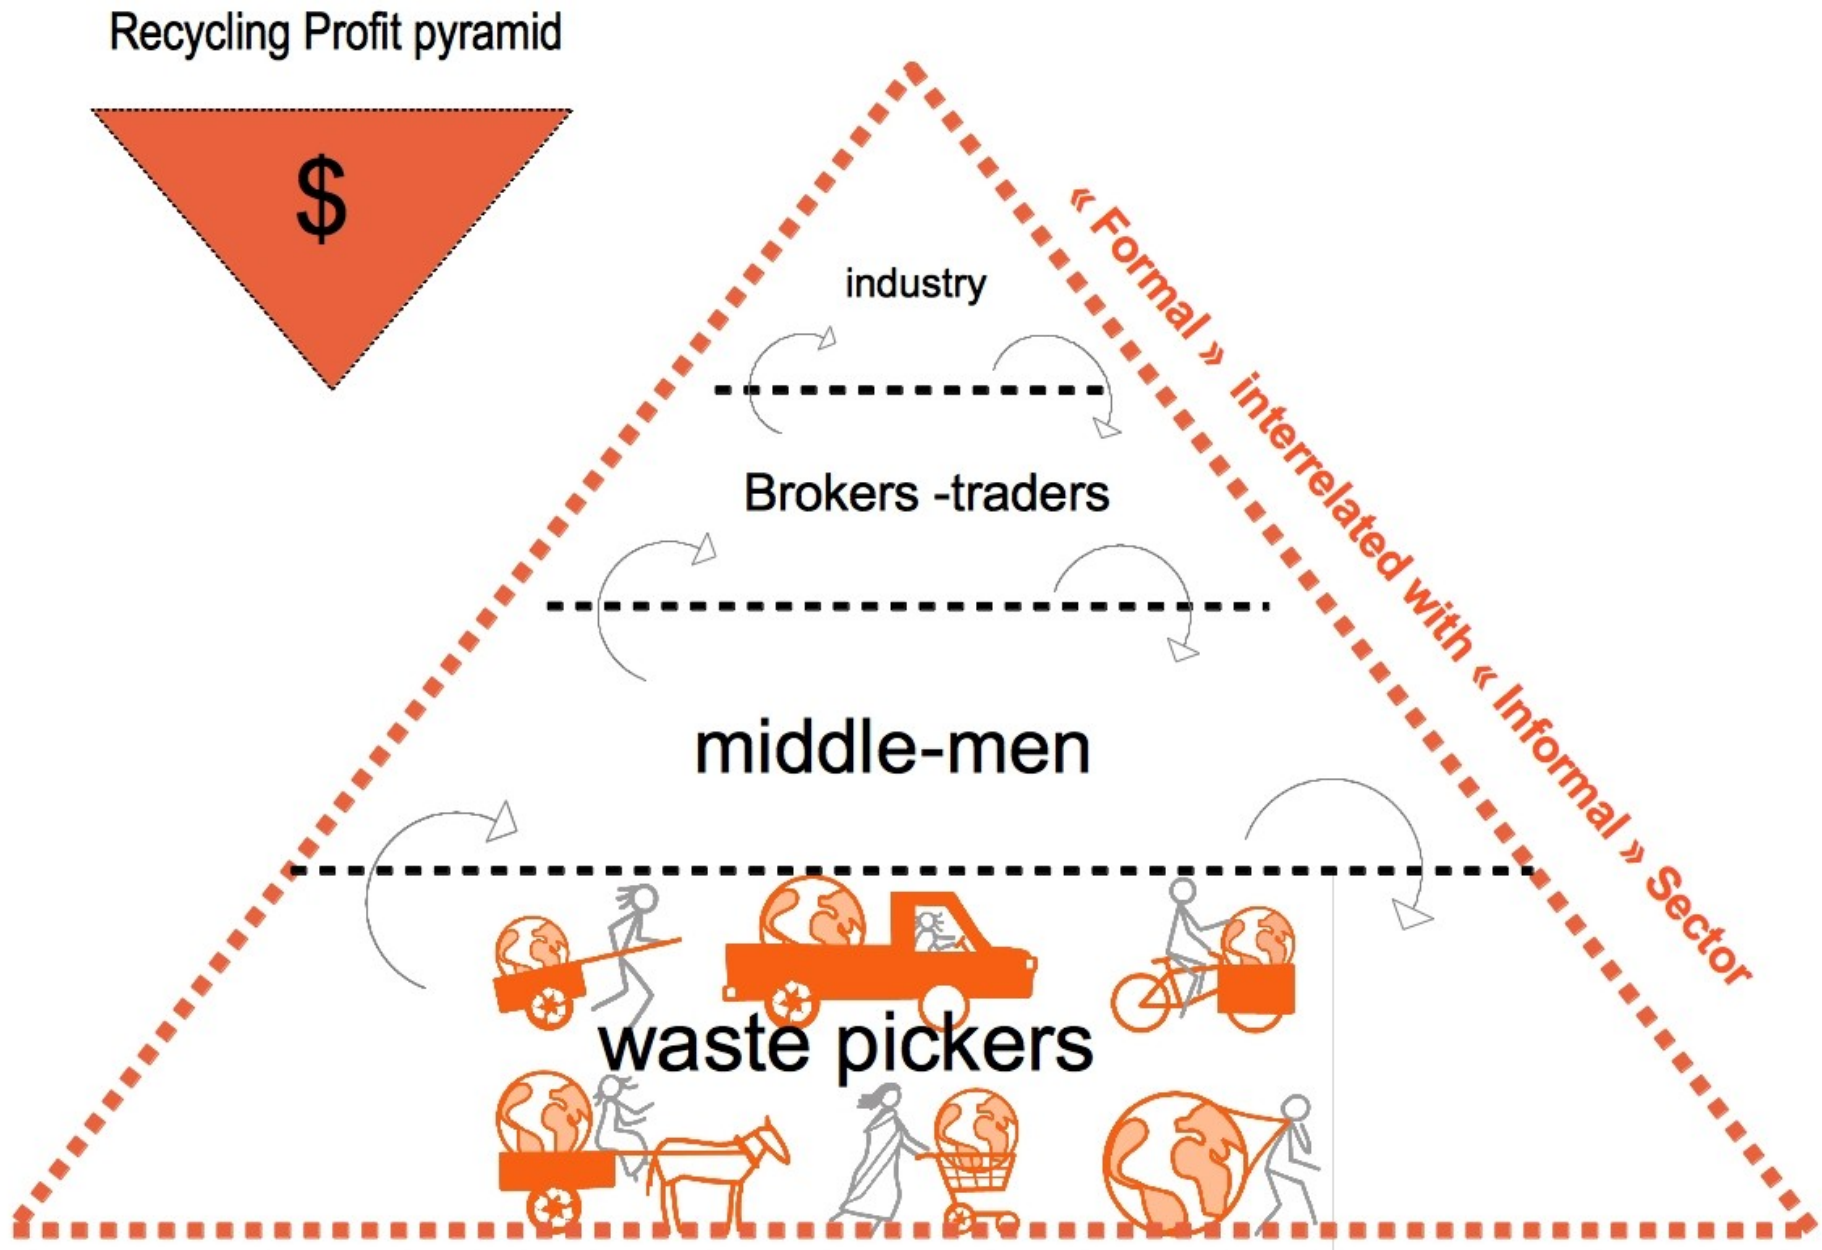 Recycling Profit pyramid
$
industry
Brokers -traders
middle-men
waste pickers
« Formal » interrelated with « Informal » Sector